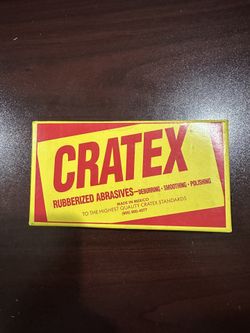 CRATEX
RUBBERIZED ABRASIVES—DEBURRING • SMOOTHING • POLISHING
MADE IN MEXICO
TO THE HIGHEST QUALITY CRATEX STANDARDS